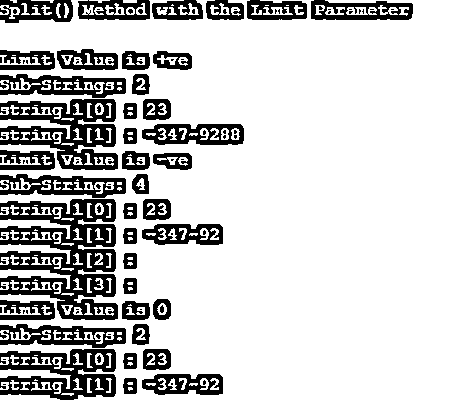 Split() Method with the Limit Parameter
Limit Value is +ve
Sub-Strings: 2
string_1[0] : 23
string_1[1] : -347-9288
Limit Value is -ve
Sub-Strings: 4
string_1[0] : 23
string_1[1] : -347-92
string_1[2] :
string_1[3] :
Limit Value is 0
Sub-Strings: 2
string_1[0] : 23
string_1[1] : -347-92